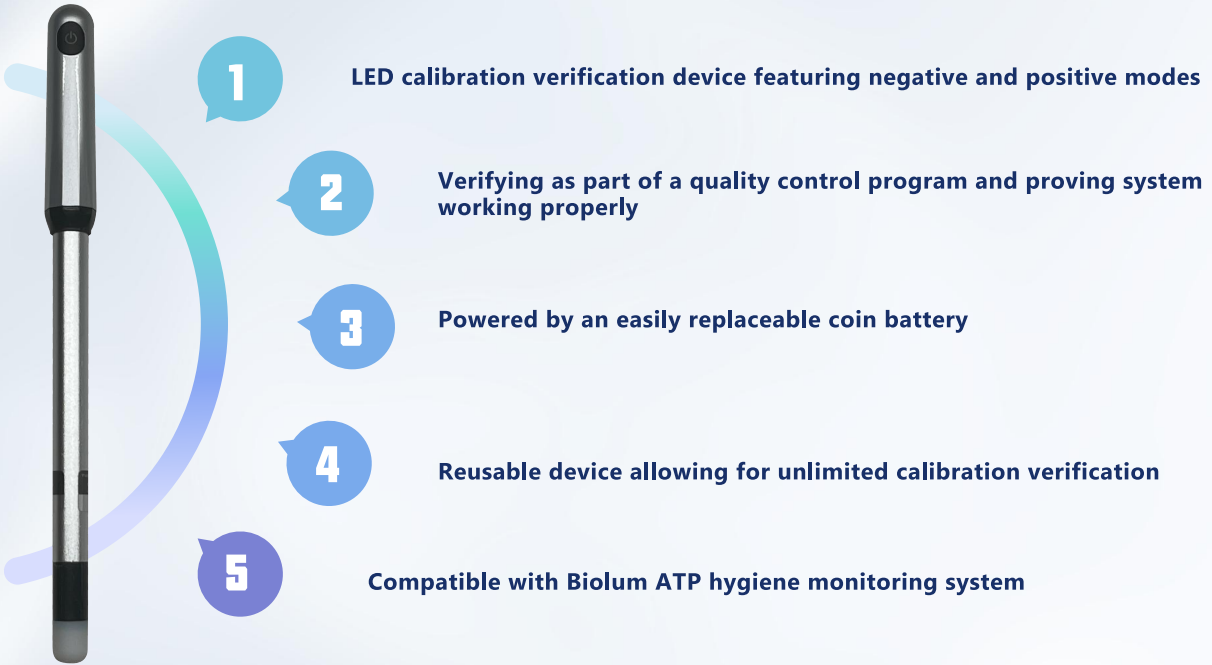 1
LED calibration verification device featuring negative and positive modes
2
Verifying as part of a quality control program and proving system
working properly
3
Powered by an easily replaceable coin battery
4
Reusable device allowing for unlimited calibration verification
5
Compatible with Biolum ATP hygiene monitoring system